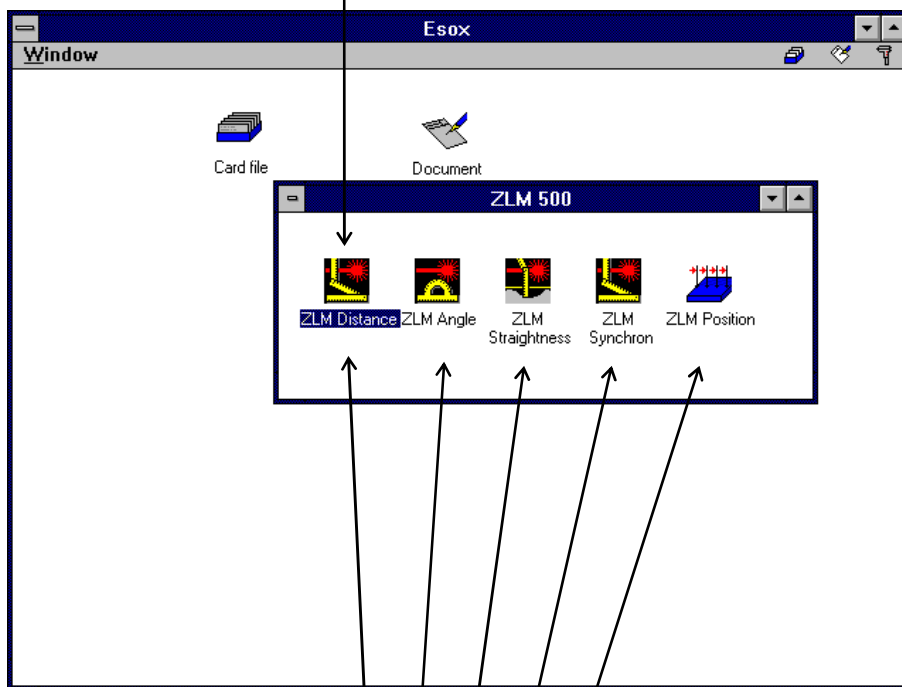 Esox
Window
Card file
Document
ZLM 500
ZLM Distance
ZLM Angle
ZLM
Straightness
ZLM
Synchron
ZLM Position